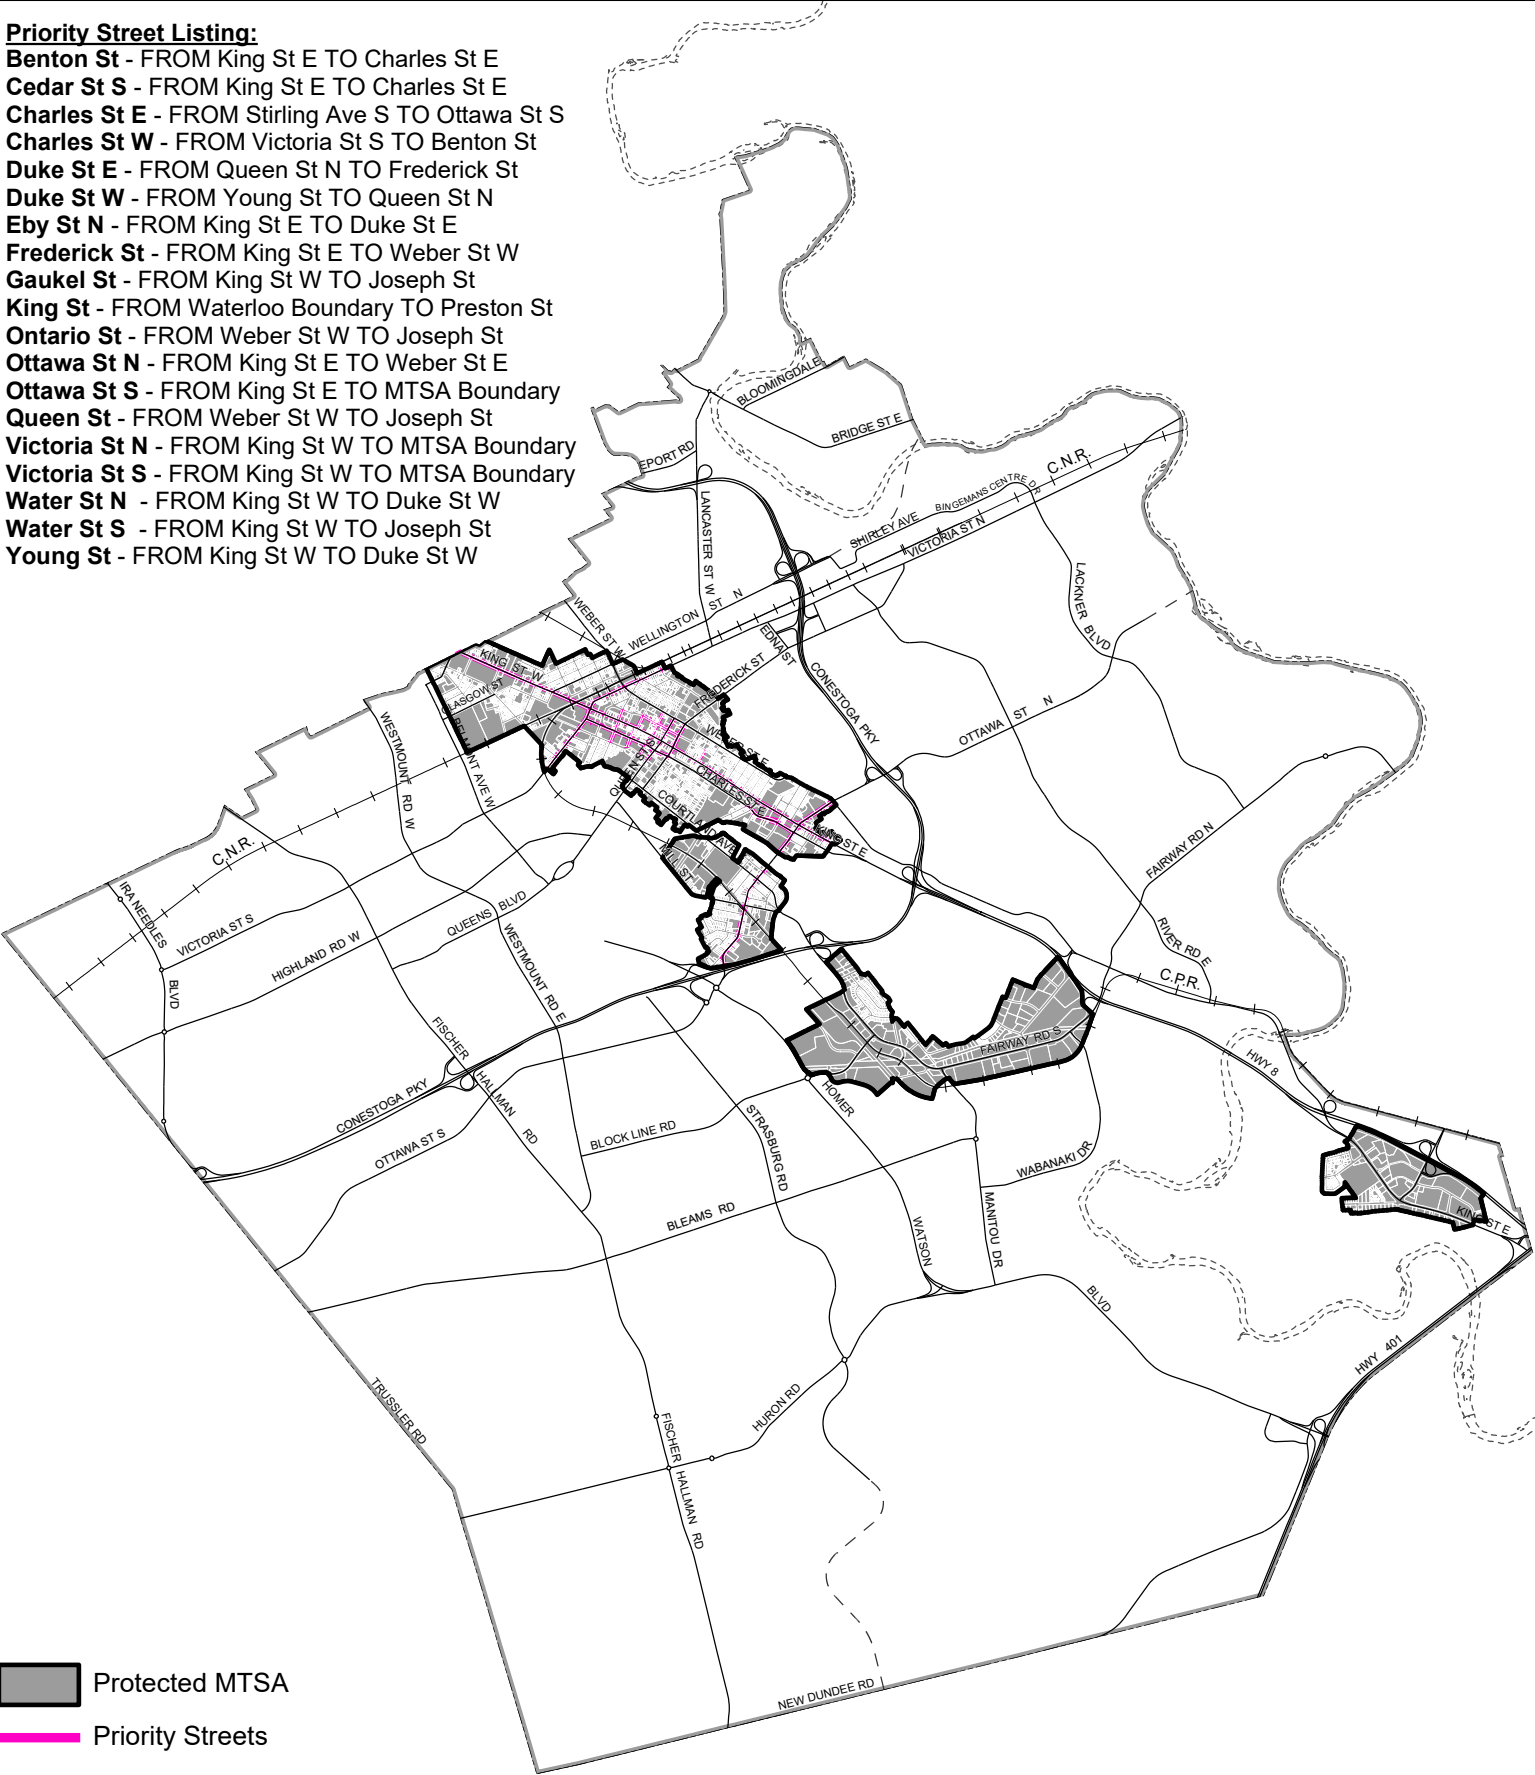 Priority Street Listing:
Benton St - FROM King St E TO Charles St E
Cedar St S - FROM King St E TO Charles St E
Charles St E - FROM Stirling Ave S TO Ottawa St S
Charles St W - FROM Victoria St S TO Benton St
Duke St E - FROM Queen St N TO Frederick St
Duke St W - FROM Young St TO Queen St N
Eby St N - FROM King St E TO Duke St E
Frederick St - FROM King St E TO Weber St W
Gaukel St - FROM King St W TO Joseph St
King St - FROM Waterloo Boundary TO Preston St
Ontario St - FROM Weber St W TO Joseph St
Ottawa St N - FROM King St E TO Weber St E
Ottawa St S - FROM King St E TO MTSA Boundary
Queen St - FROM Weber St W TO Joseph St
Victoria St N - FROM King St W TO MTSA Boundary
Victoria St S - FROM King St W TO MTSA Boundary
Water St N - FROM King St W TO Duke St W
Water St S - FROM King St W TO Joseph St
Young St - FROM King St W TO Duke St W
BLOOMINGDALE
BRIDGE ST E
EPORT RD
C.N.R.
BINGEMANS CENTRE DR
LANCASTER ST W
SHIRLEY AVE
VICTORIA ST N
LACKNER BLVD
WEBER ST W
WELLINGTON ST N
EDNA ST
KING ST W
FREDERICK ST
CONESTOGA PKY
GLASGOW ST
OTTAWA ST N
WESTMOUNT RD W
BELMONT AVE W
WEBER ST E
QUEEN ST S
CHARLES ST E
COURTLAND AVE
KING ST E
MILL ST
C.N.R.
FAIRWAY RD N
IRA NEEDLES
BLVD
VICTORIA ST S
HIGHLAND RD W
QUEENS BLVD
WESTMOUNT RD E
RIVER RD E
C.P.R.
FISCHER
HALLMAN RD
FAIRWAY RD S
HWY 8
CONESTOGA PKY
OTTAWA ST S
HOMER
WATSON
BLVD
STRASBURG RD
BLOCK LINE RD
WABANAKI DR
MANITOU DR
BLEAMS RD
KING ST E
HWY 401
TRUSSLER RD
HURON RD
FISCHER
HALLMAN RD
NEW DUNDEE RD
Protected MTSA
Priority Streets